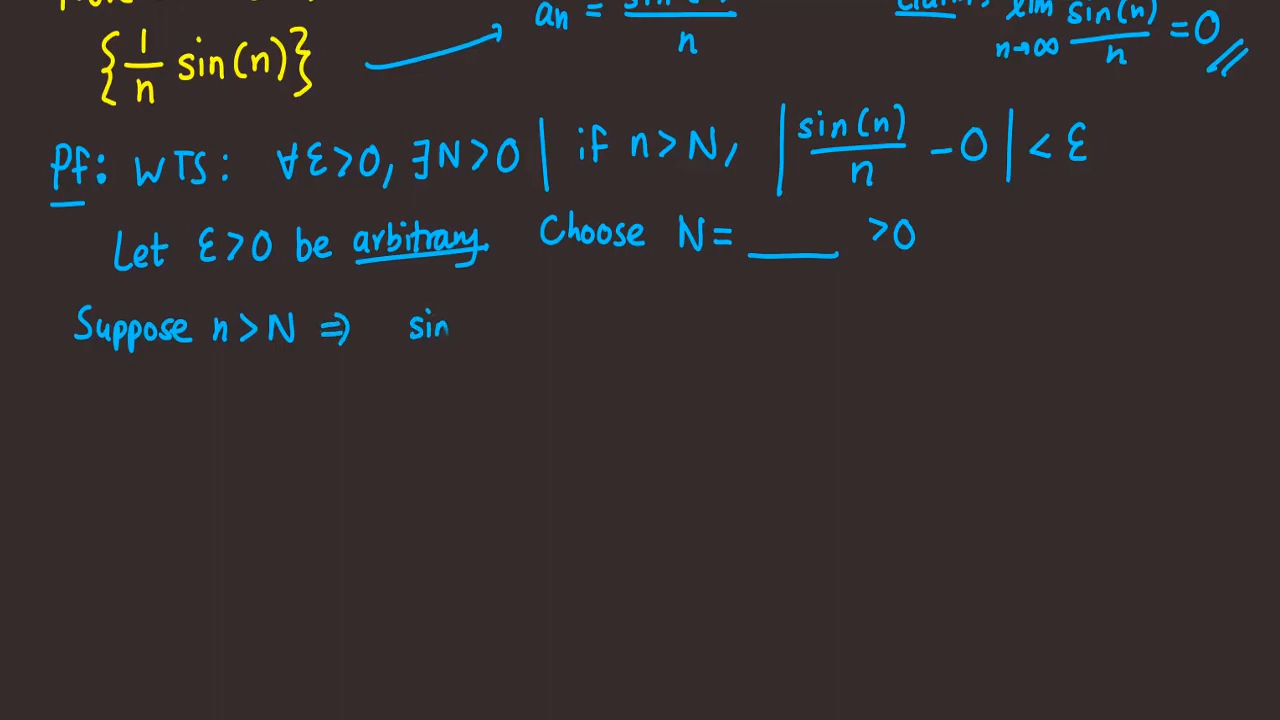 aₙ =
n
lim n→∞ sin(n)/n = 0
{1/n sin(n)}
Pf: WTS: ∀ε>0, ∃N>0 | if n>N, |sin(n)/n - 0| < ε
Let ε>0 be arbitrary. Choose N = ____ >0
Suppose n>N ⇒ sin